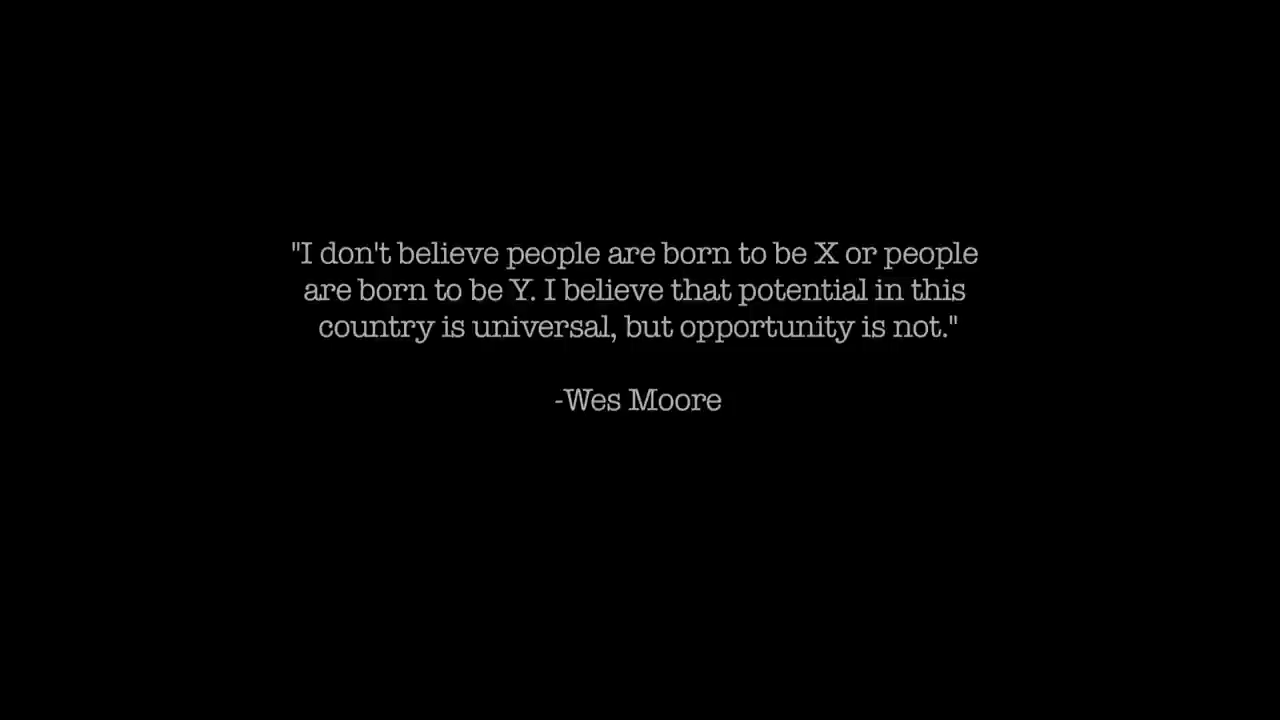 "I don't believe people are born to be X or people
are born to be Y. I believe that potential in this
country is universal, but opportunity is not."
-Wes Moore